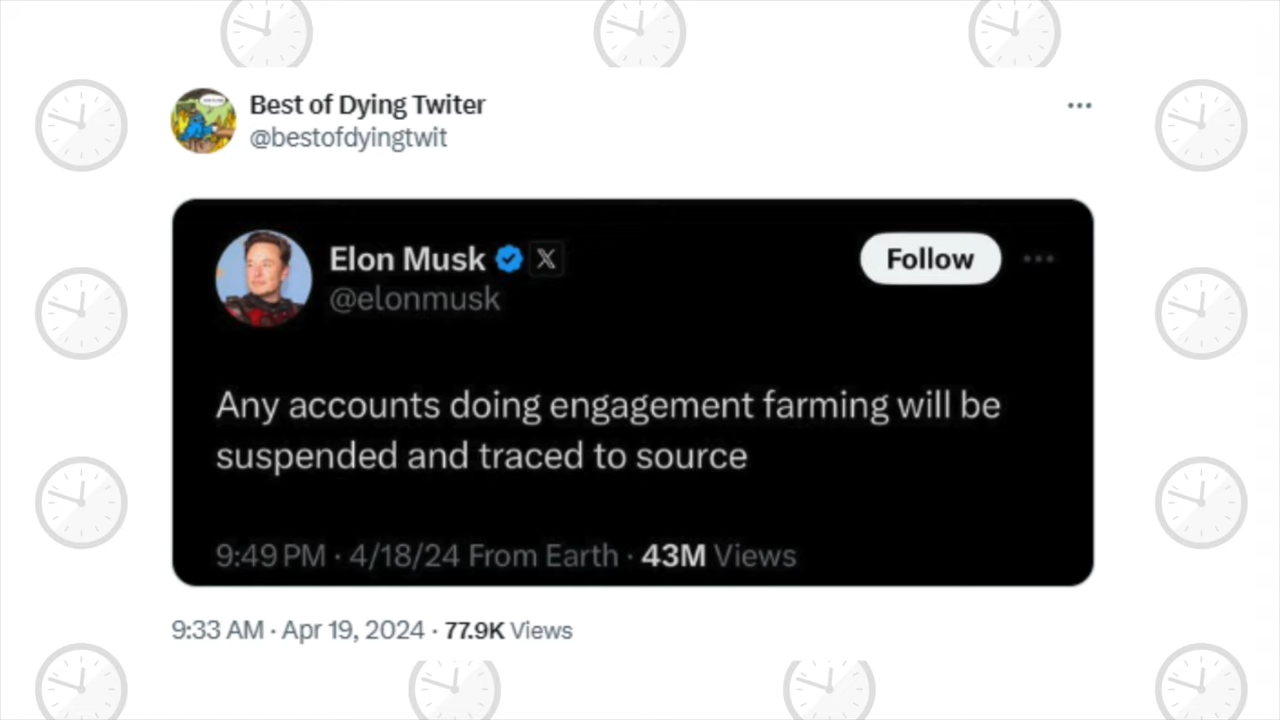 Best of Dying Twiter
@bestofdyingtwit
Elon Musk
@elonmusk
Follow
Any accounts doing engagement farming will be
suspended and traced to source
9:49 PM · 4/18/24 From Earth · 43M Views
9:33 AM · Apr 19, 2024 · 77.9K Views